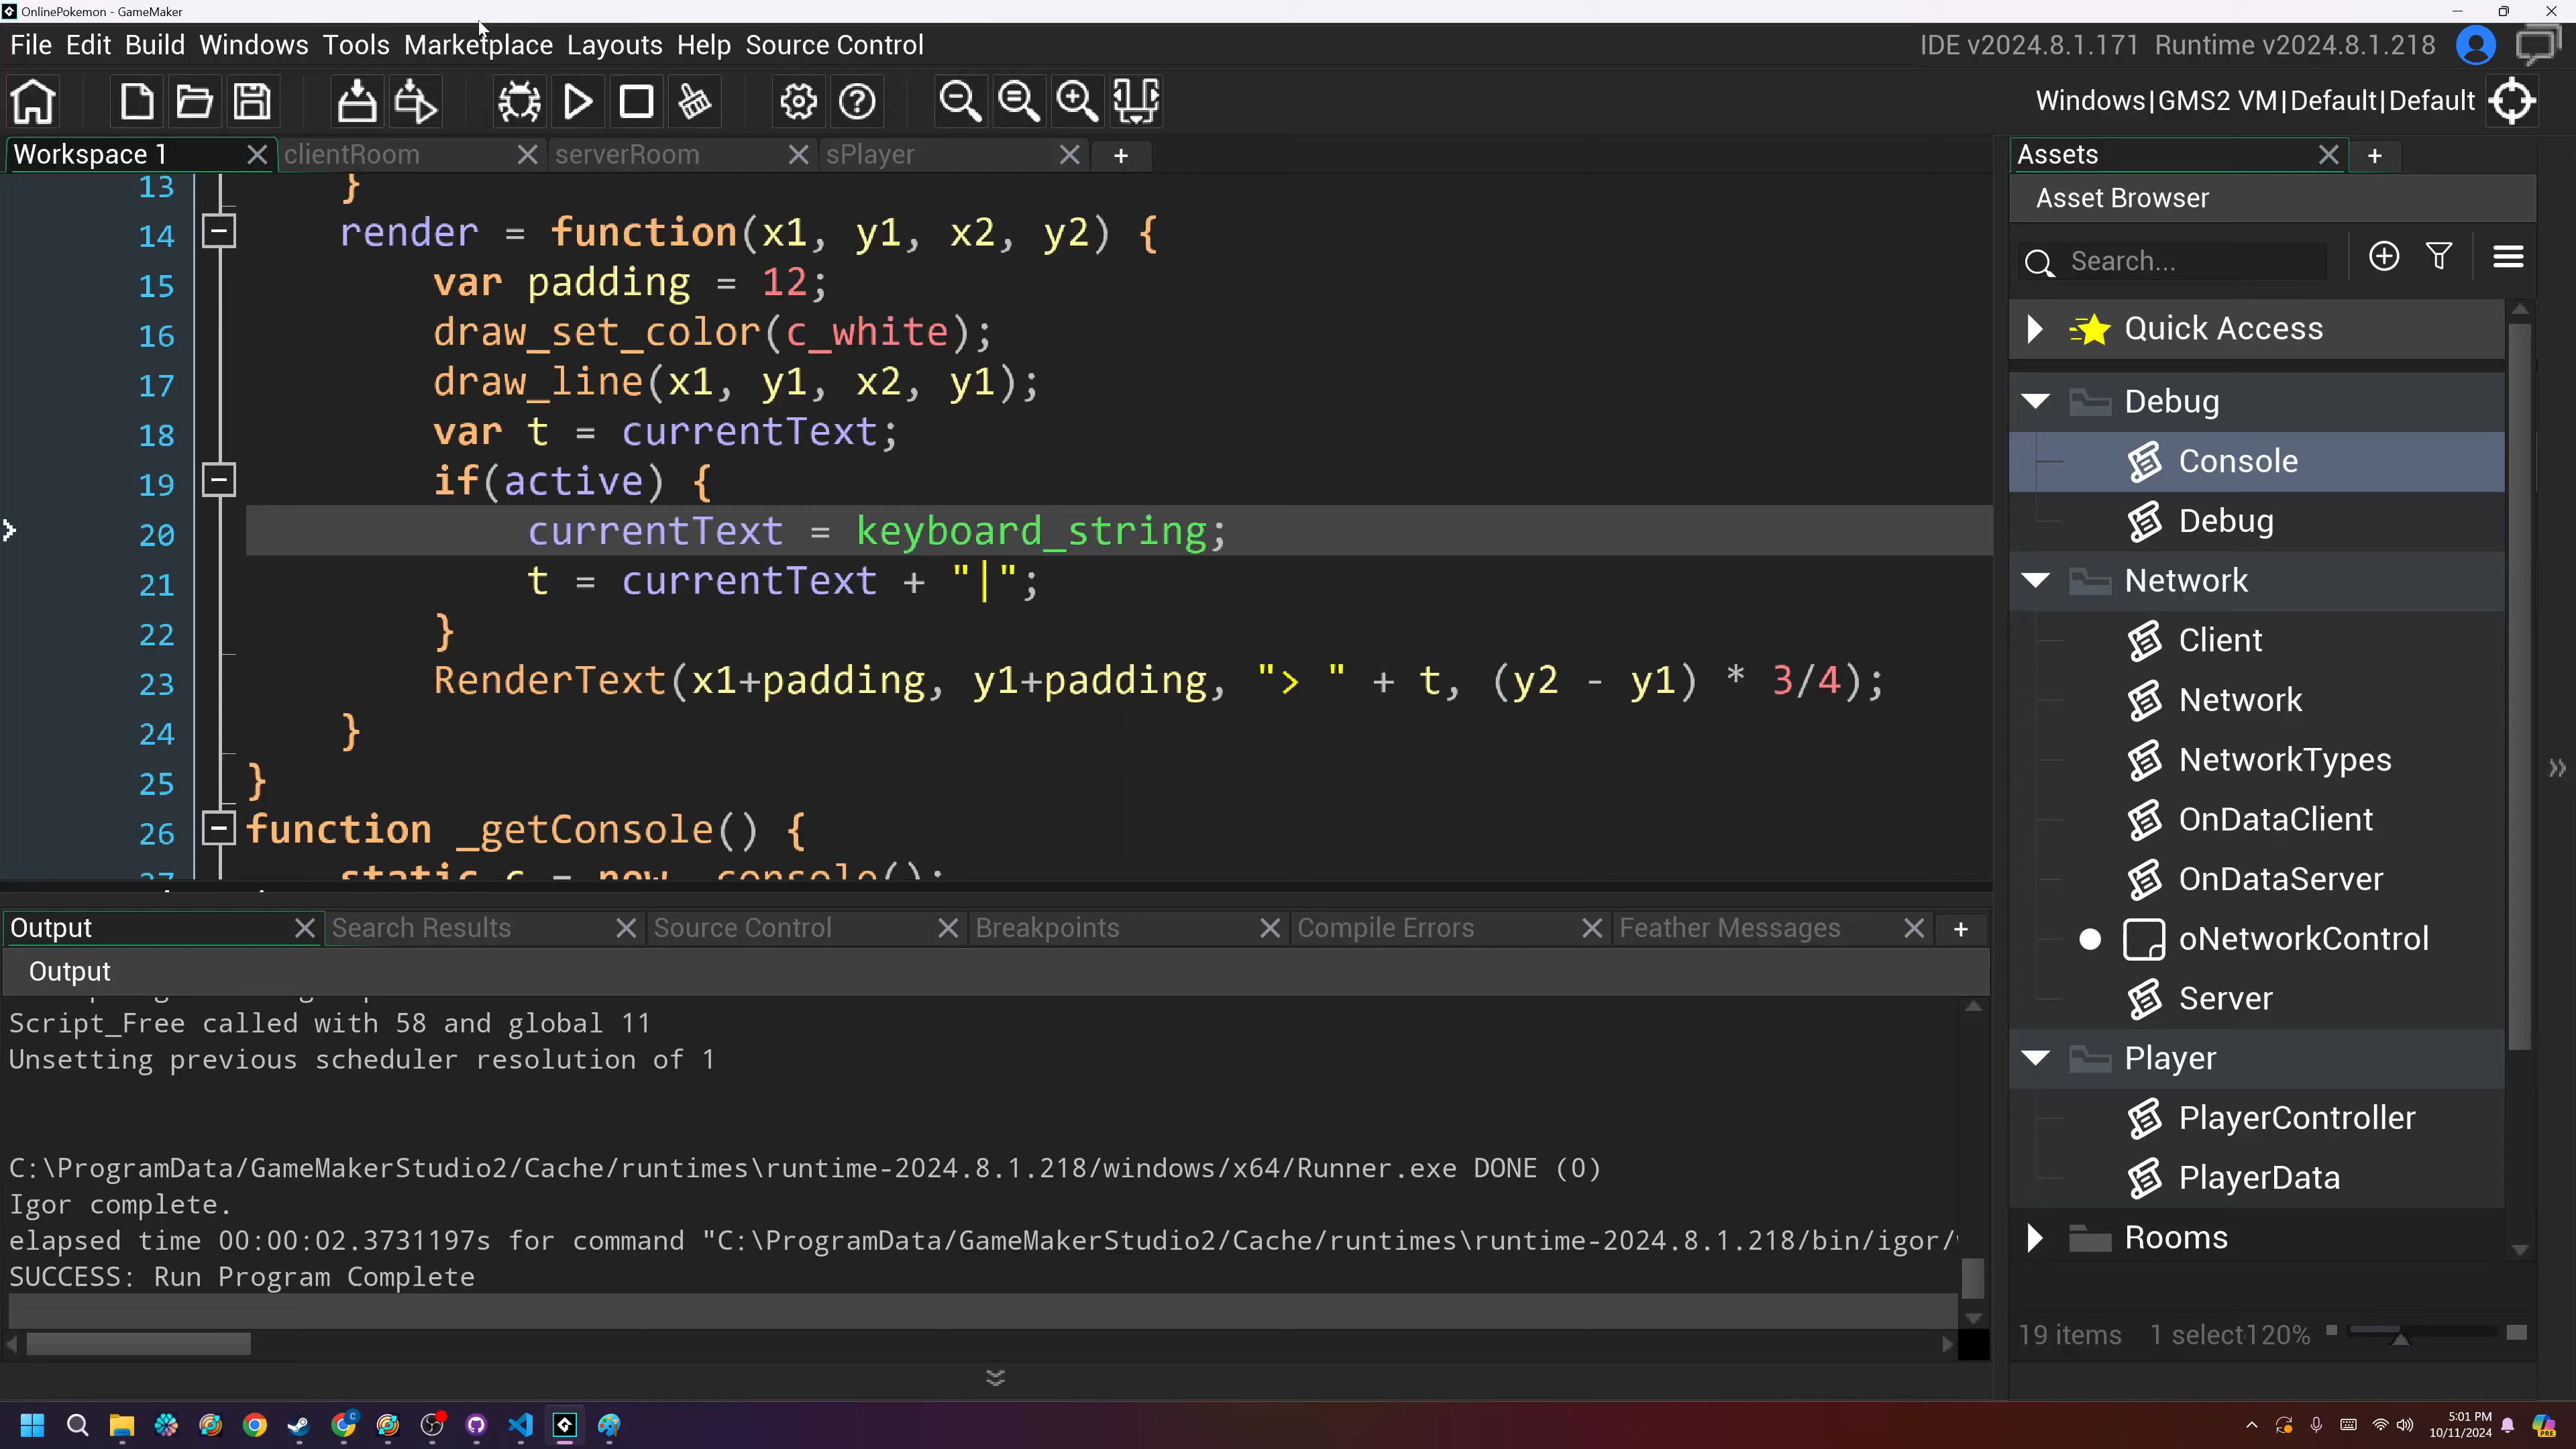 OnlinePokemon - GameMaker
File Edit Build Windows Tools Marketplace Layouts Help Source Control
IDE v2024.8.1.171 Runtime v2024.8.1.218
Windows|GMS2 VM|Default|Default
Workspace 1 clientRoom serverRoom sPlayer +
13 }
14 render = function(x1, y1, x2, y2) {
15 var padding = 12;
16 draw_set_color(c_white);
17 draw_line(x1, y1, x2, y1);
18 var t = currentText;
19 if(active) {
20 currentText = keyboard_string;
21 t = currentText + "|";
22 }
23 RenderText(x1+padding, y1+padding, "> " + t, (y2 - y1) * 3/4);
24 }
25 }
26 function _getConsole() {
27 static c = new _console();
Output Search Results Source Control Breakpoints Compile Errors Feather Messages +
Output
Script_Free called with 58 and global 11
Unsetting previous scheduler resolution of 1
C:\ProgramData/GameMakerStudio2/Cache/runtimes\runtime-2024.8.1.218/windows/x64/Runner.exe DONE (0)
Igor complete.
elapsed time 00:00:02.3731197s for command "C:\ProgramData/GameMakerStudio2/Cache/runtimes\runtime-2024.8.1.218/bin/igor/
SUCCESS: Run Program Complete
Assets +
Asset Browser
Search...
Quick Access
Debug
Console
Debug
Network
Client
Network
NetworkTypes
OnDataClient
OnDataServer
oNetworkControl
Server
Player
PlayerController
PlayerData
Rooms
19 items 1 select 120%
5:01 PM
10/11/2024